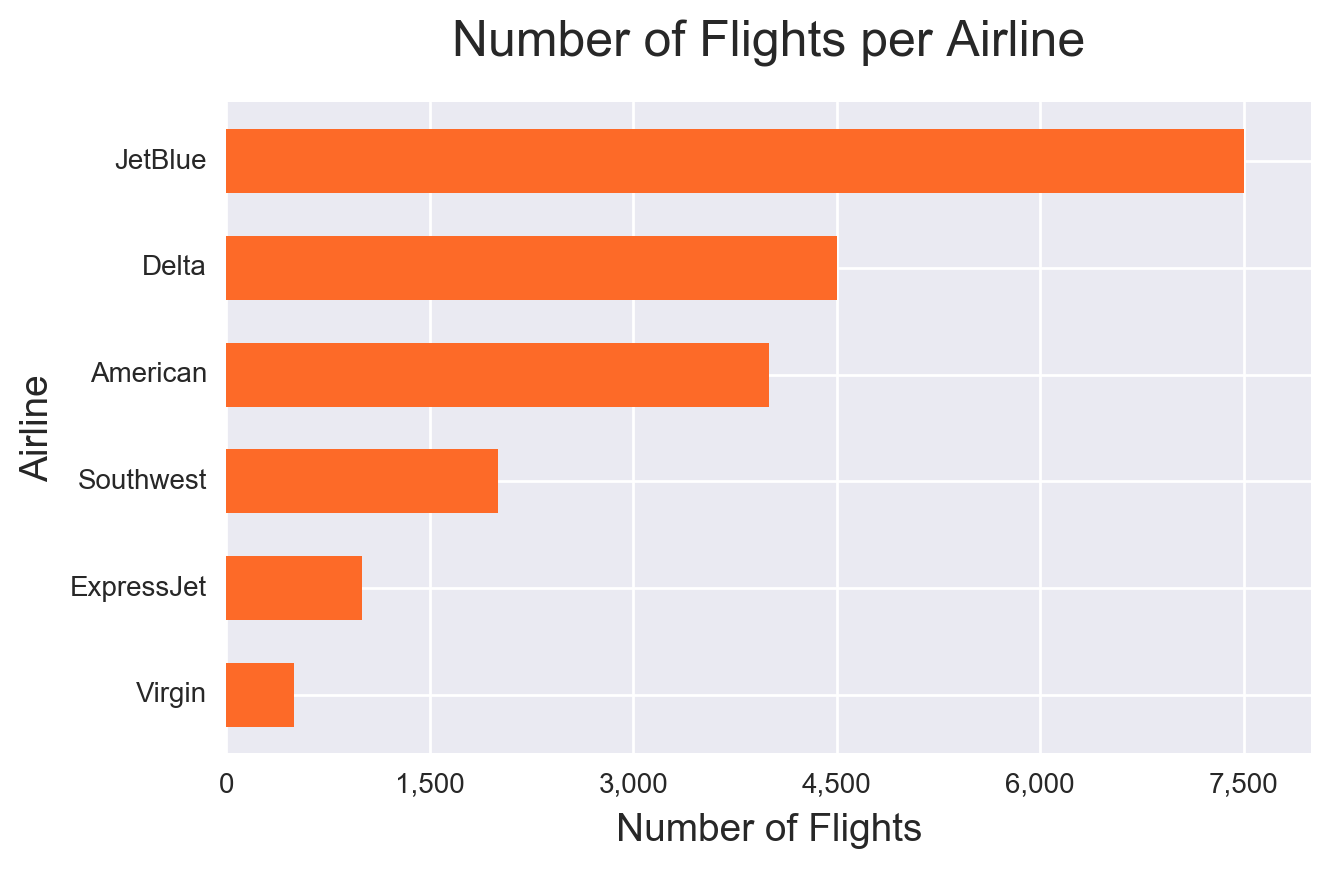 Number of Flights per Airline
JetBlue
Delta
American
Southwest
ExpressJet
Virgin
Airline
0 1,500 3,000 4,500 6,000 7,500
Number of Flights